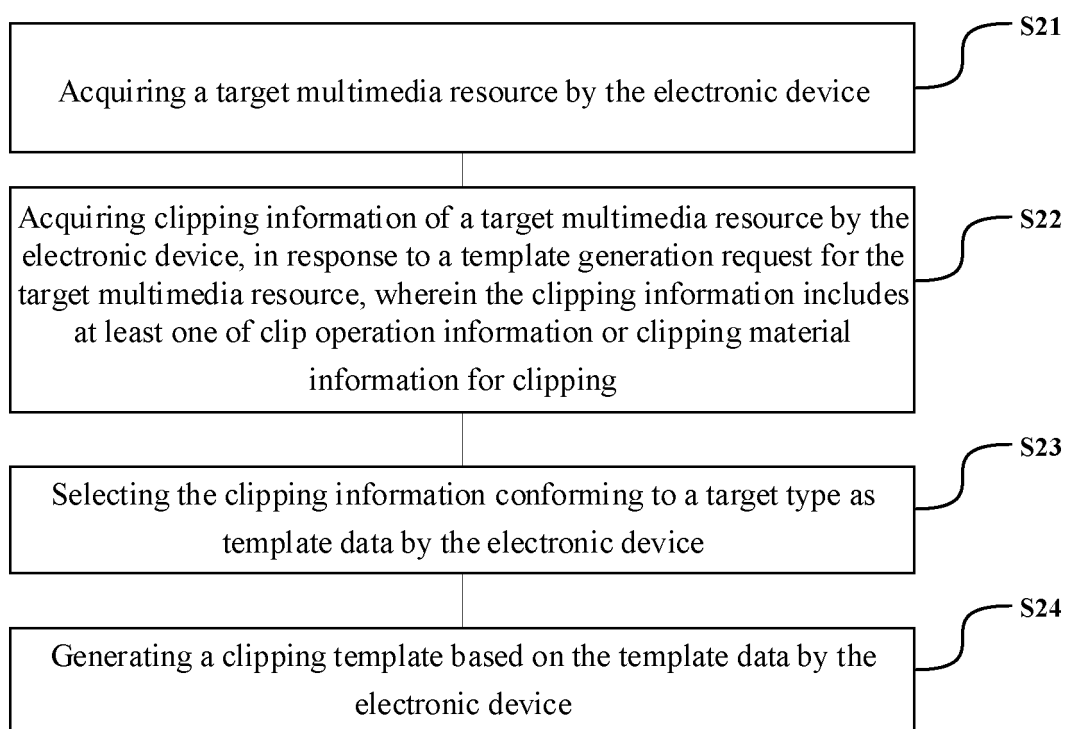 S21
Acquiring a target multimedia resource by the electronic device
S22
Acquiring clipping information of a target multimedia resource by the
electronic device, in response to a template generation request for the
target multimedia resource, wherein the clipping information includes
at least one of clip operation information or clipping material
information for clipping
S23
Selecting the clipping information conforming to a target type as
template data by the electronic device
S24
Generating a clipping template based on the template data by the
electronic device